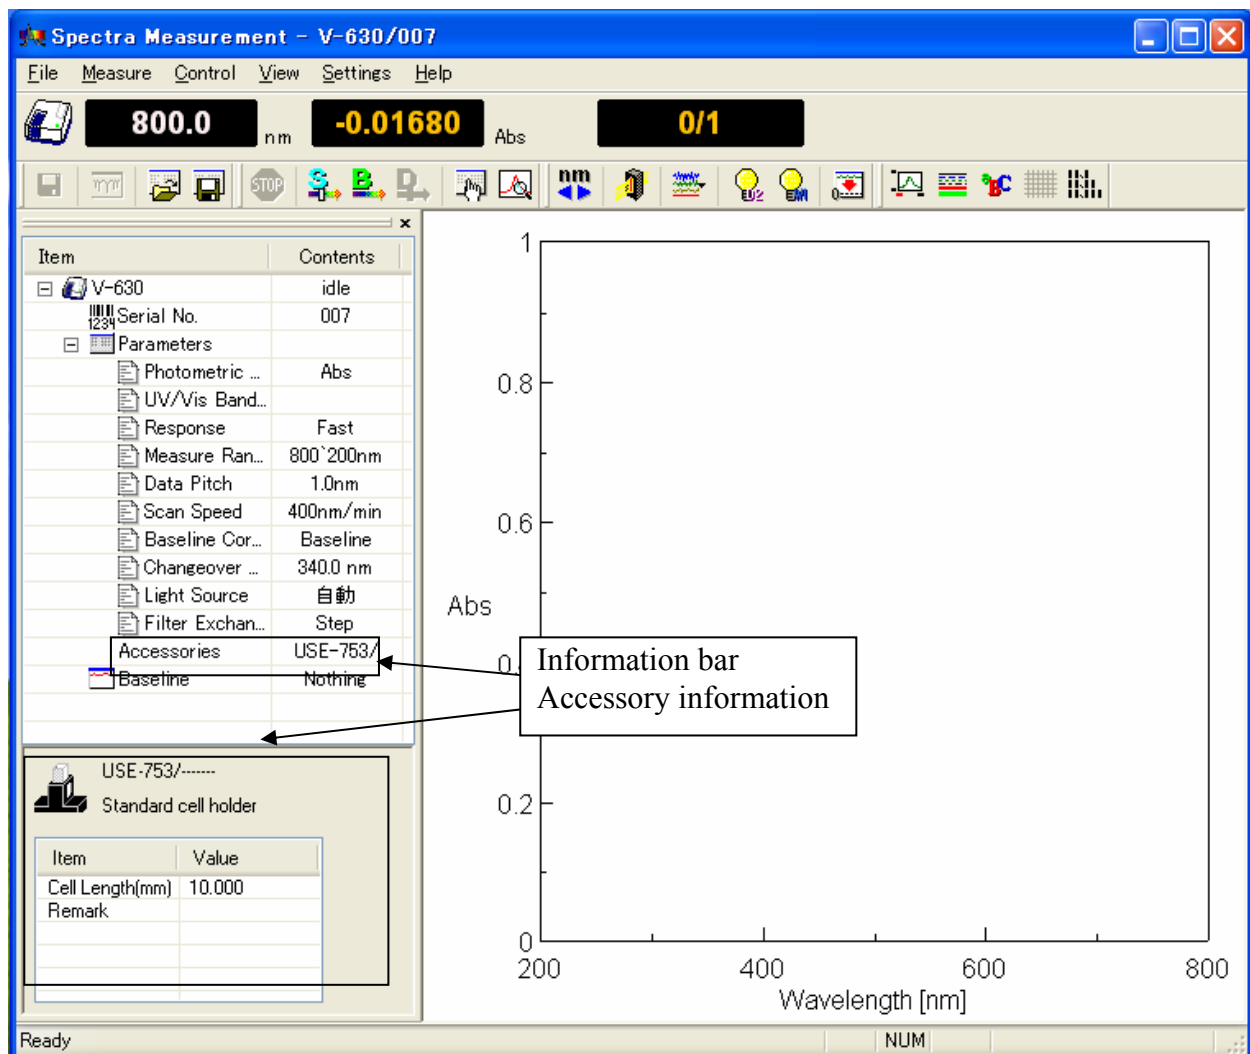 Spectra Measurement - V-630/007
File Measure Control View Settings Help
800.0 nm -0.01680 Abs 0/1
STOP S B D nm
Item Contents
V-630 idle
1234 Serial No. 007
Parameters
Photometric ... Abs
UV/Vis Band...
Response Fast
Measure Ran... 800`200nm
Data Pitch 1.0nm
Scan Speed 400nm/min
Baseline Cor... Baseline
Changeover ... 340.0 nm
Light Source 自動
Filter Exchan... Step
Accessories USE-753/
Baseline Nothing
Information bar
Accessory information
USE-753/-------
Standard cell holder
Item Value
Cell Length(mm) 10.000
Remark
1
0.8
0.6
Abs
0.2
0
200 400 600 800
Wavelength [nm]
Ready NUM